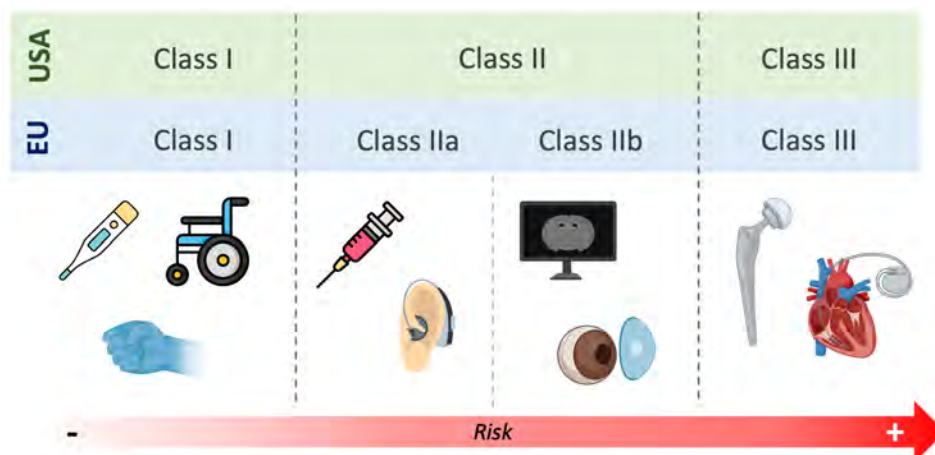 USA
Class I
Class II
Class III
EU
Class I
Class IIa
Class IIb
Class III
-
Risk
+